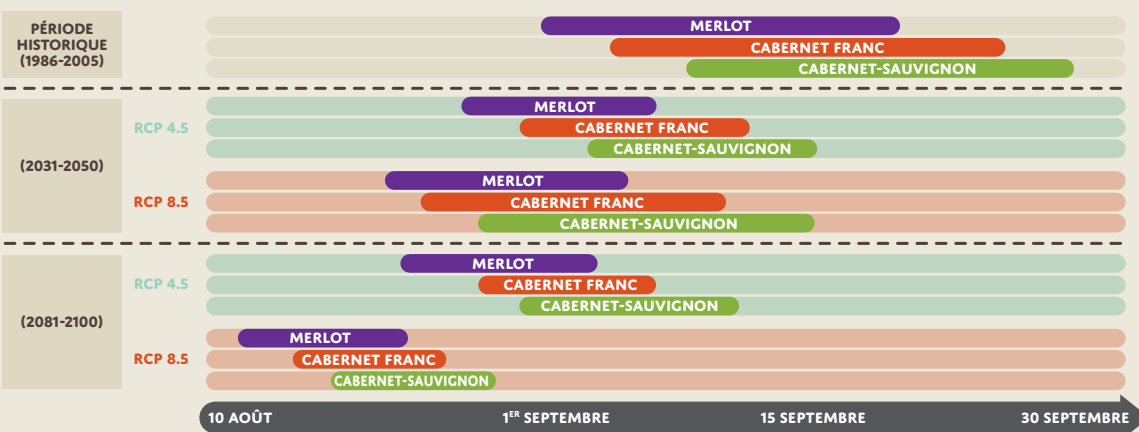 PÉRIODE
HISTORIQUE
(1986-2005)
MERLOT
CABERNET FRANC
CABERNET-SAUVIGNON
(2031-2050)
RCP 4.5
MERLOT
CABERNET FRANC
CABERNET-SAUVIGNON
RCP 8.5
MERLOT
CABERNET FRANC
CABERNET-SAUVIGNON
(2081-2100)
RCP 4.5
MERLOT
CABERNET FRANC
CABERNET-SAUVIGNON
RCP 8.5
MERLOT
CABERNET FRANC
CABERNET-SAUVIGNON
10 AOÛT 1ER SEPTEMBRE 15 SEPTEMBRE 30 SEPTEMBRE